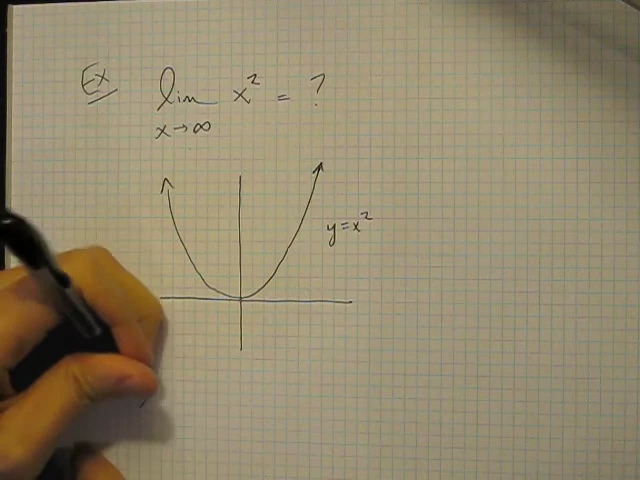 Ex lim x² = ?
x→∞
y=x²